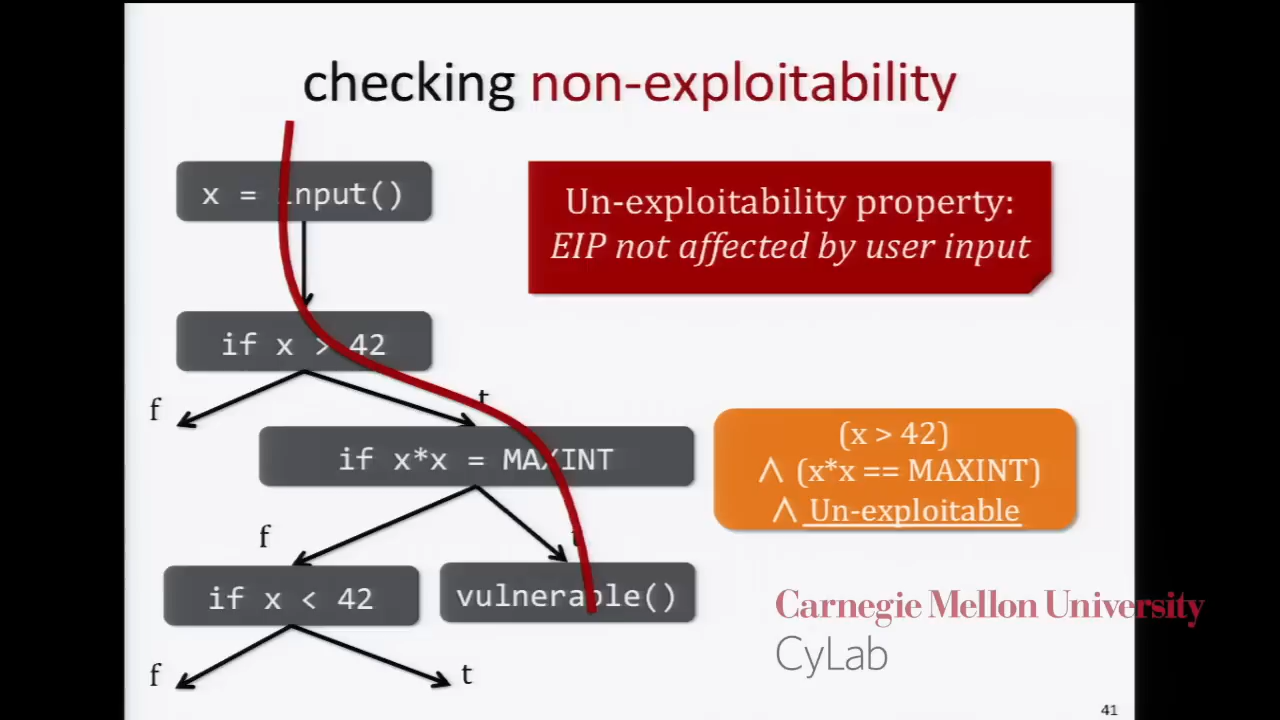 checking non-exploitability
x = input()
Un-exploitability property:
EIP not affected by user input
if x > 42
f
t
if x*x = MAXINT
(x > 42)
∧ (x*x == MAXINT)
∧ Un-exploitable
f
t
if x < 42
vulnerable()
Carnegie Mellon University
CyLab
f
t
41